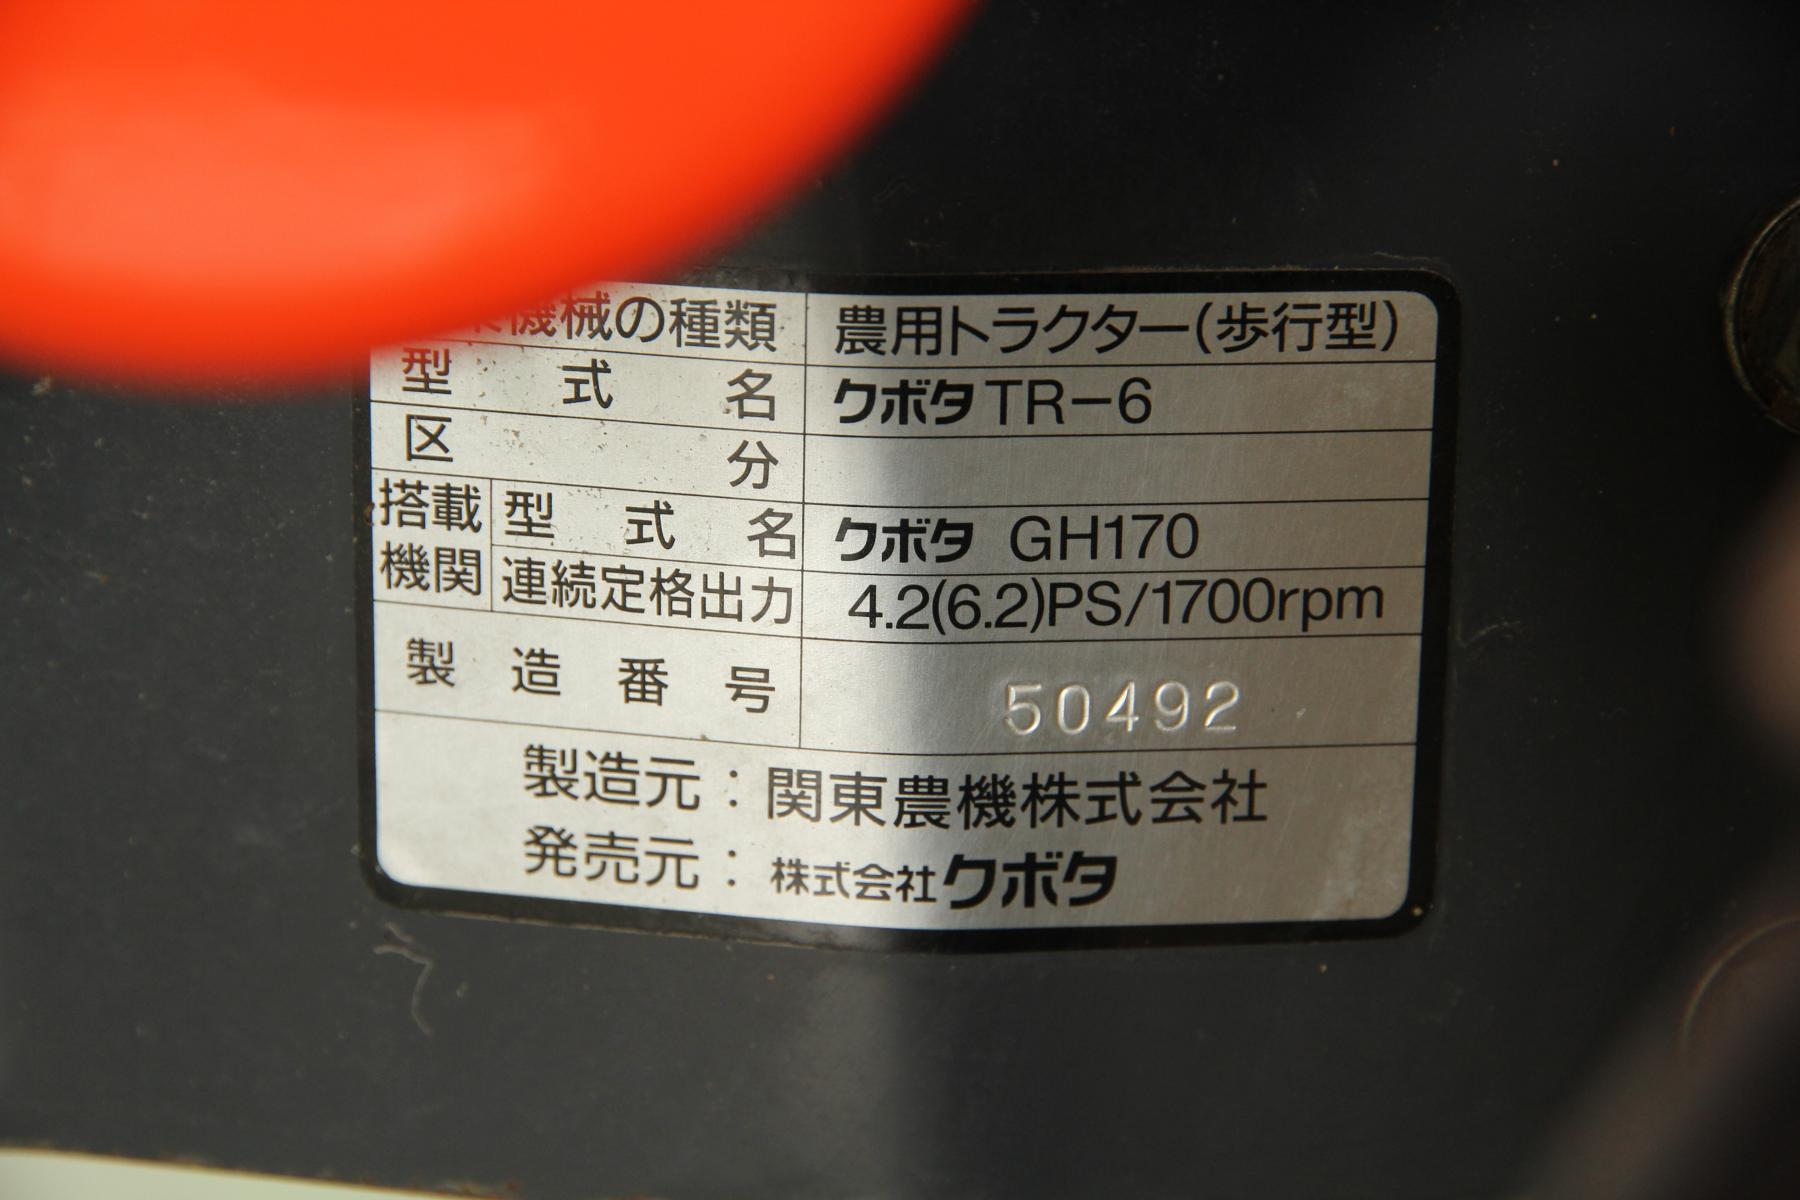 機械の種類 農用トラクター(歩行型)
型式名 クボタTR-6
区分
搭載機関 型式名 クボタ GH170
連続定格出力 4.2(6.2)PS/1700rpm
製造番号 50492
製造元：関東農機株式会社
発売元：株式会社クボタ